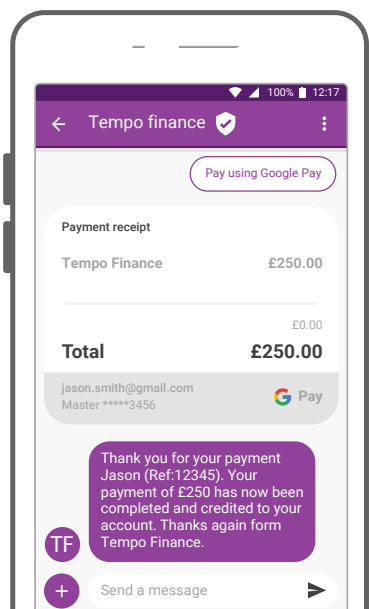 100% 12:17
Tempo finance
Pay using Google Pay
Payment receipt
Tempo Finance £250.00
£0.00
Total £250.00
jason.smith@gmail.com
Master *****3456
G Pay
Thank you for your payment
Jason (Ref:12345). Your
payment of £250 has now been
completed and credited to your
account. Thanks again form
Tempo Finance.
TF
+ Send a message